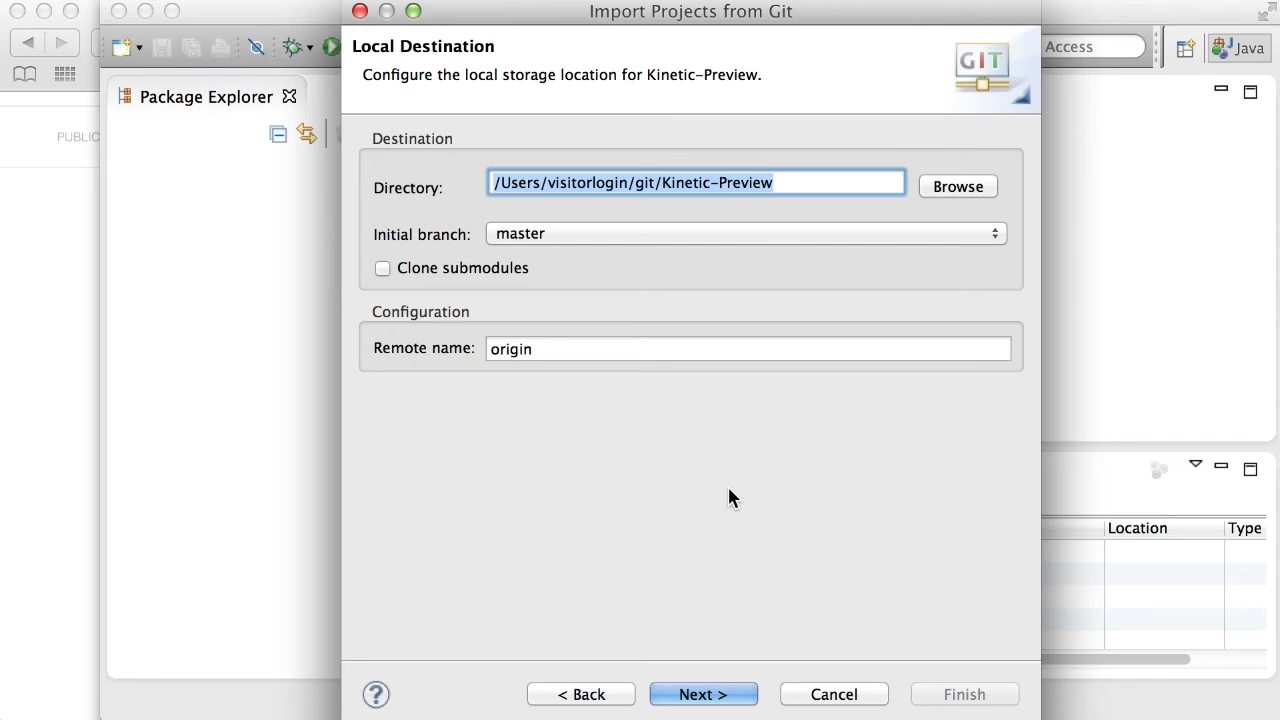 Import Projects from Git
Access
Java
Local Destination
Configure the local storage location for Kinetic-Preview.
GIT
Package Explorer
PUBLIC
Destination
Directory:
/Users/visitorlogin/git/Kinetic-Preview
Browse
Initial branch:
master
Clone submodules
Configuration
Remote name:
origin
Location
Type
?
< Back
Next >
Cancel
Finish